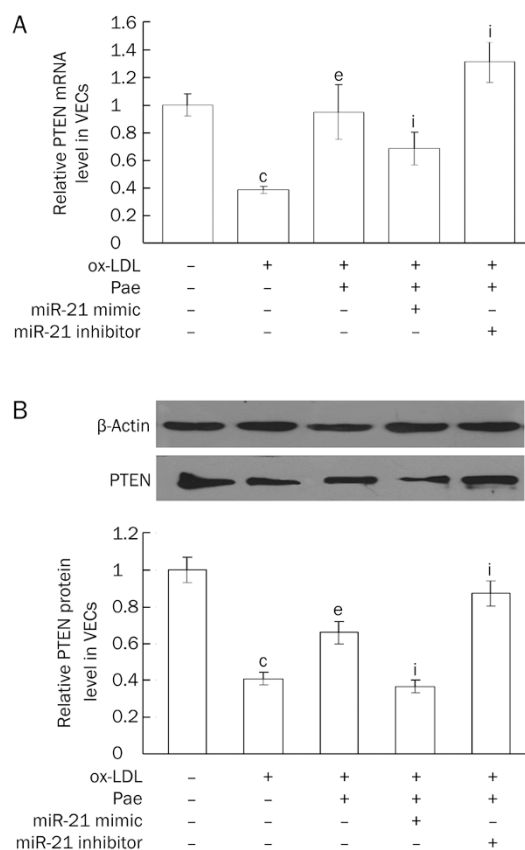 A
Relative PTEN mRNA
level in VECs
1.6
1.4
1.2
1
0.8
0.6
0.4
0.2
0
c
e
i
i
ox-LDL – + + + +
Pae – – + + +
miR-21 mimic – – – + –
miR-21 inhibitor – – – – +
B
β-Actin
PTEN
Relative PTEN protein
level in VECs
1.2
1
0.8
0.6
0.4
0.2
0
c
e
i
i
ox-LDL – + + + +
Pae – – + + +
miR-21 mimic – – – + –
miR-21 inhibitor – – – – +